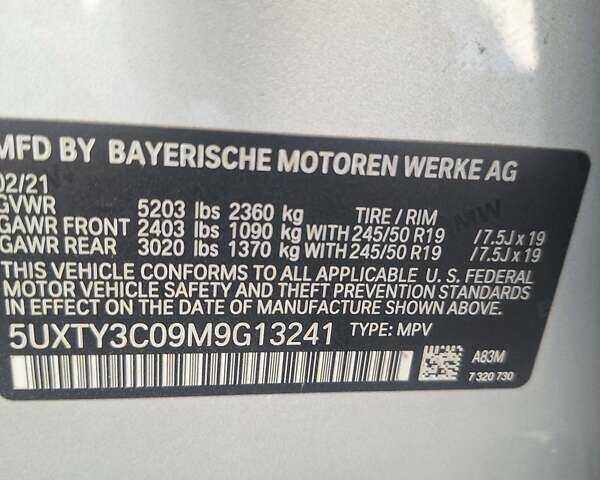 MFD BY BAYERISCHE MOTOREN WERKE AG
02/21
GVWR 5203 lbs 2360 kg TIRE / RIM
GAWR FRONT 2403 lbs 1090 kg WITH 245/50 R19 /7.5J x 19
GAWR REAR 3020 lbs 1370 kg WITH 245/50 R19 /7.5J x 19
THIS VEHICLE CONFORMS TO ALL APPLICABLE U.S. FEDERAL
MOTOR VEHICLE SAFETY AND THEFT PREVENTION STANDARDS
IN EFFECT ON THE DATE OF MANUFACTURE SHOWN ABOVE.
5UXTY3C09M9G13241 TYPE: MPV
A83M
7 320 730